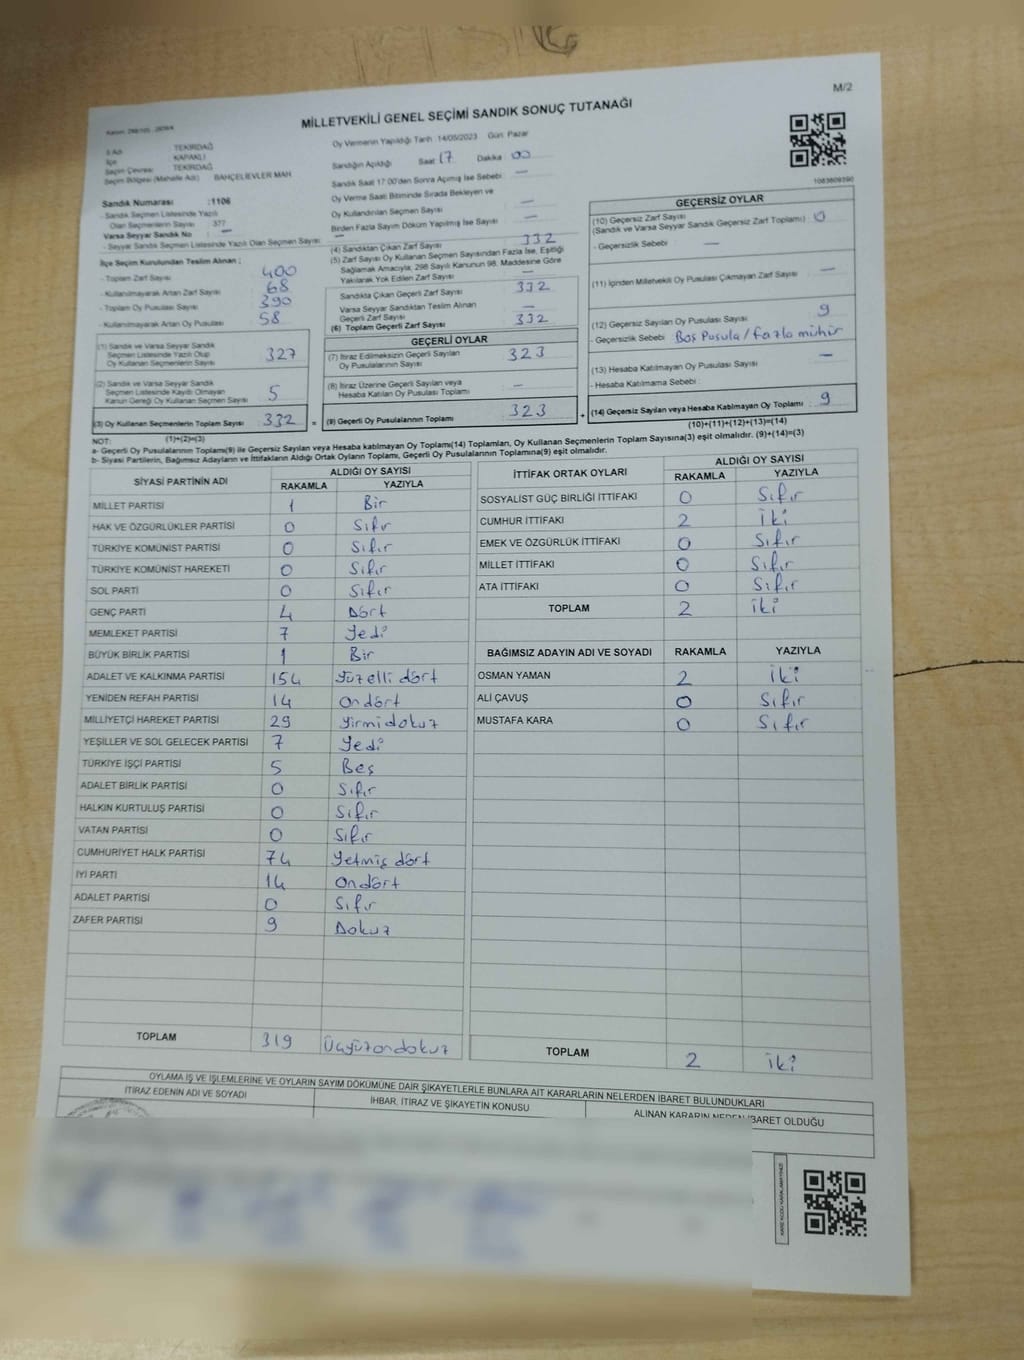 M/2
MİLLETVEKİLİ GENEL SEÇİMİ SANDIK SONUÇ TUTANAĞI
İl Adı : TEKİRDAĞ
İlçe : KAPAKLI
Seçim Çevresi : TEKİRDAĞ
Seçim Bölgesi (Mahalle Adı) BAHÇELİEVLER MAH
Sandık Numarası :1106
- Sandık Seçmen Listesinde Yazılı
Olan Seçmenlerin Sayısı 377
Varsa Seyyar Sandık No —
- Seyyar Sandık Seçmen Listesinde Yazılı Olan Seçmen Sayısı —
İlçe Seçim Kurulundan Teslim Alınan :
- Toplam Zarf Sayısı 400
- Kullanılmayarak Artan Zarf Sayısı 68
- Toplam Oy Pusulası Sayısı 390
- Kullanılmayarak Artan Oy Pusulası 58
(1) Sandık ve Varsa Seyyar Sandık
Seçmen Listesinde Yazılı Olup
Oy Kullanan Seçmenlerin Sayısı 327
(2) Sandık ve Varsa Seyyar Sandık
Seçmen Listesinde Kaydı Olmayan
Kanun Gereği Oy Kullanan Seçmen Sayısı 5
(3) Oy Kullanan Seçmenlerin Toplam Sayısı 332 =
(1)+(2)=(3)
Oy Vermenin Yapıldığı Tarih 14/05/2023 Gün Pazar
Sandığın Açıldığı Saat 17 Dakika 00
Sandık Saat 17:00'den Sonra Açılmış İse Sebebi —
Oy Verme Saati Bitiminde Sırada Bekleyen ve
Oy Kullandırılan Seçmen Sayısı —
Birden Fazla Sayım Döküm Yapılmış İse Sayısı —
(4) Sandıktan Çıkan Zarf Sayısı 332
(5) Zarf Sayısı Oy Kullanan Seçmen Sayısından Fazla İse, Eşitliği
Sağlamak Amacıyla, 298 Sayılı Kanunun 98. Maddesine Göre
Yakılarak Yok Edilen Zarf Sayısı —
Sandıkta Çıkan Geçerli Zarf Sayısı 332
Varsa Seyyar Sandıktan Teslim Alınan
Geçerli Zarf Sayısı —
(6) Toplam Geçerli Zarf Sayısı 332
GEÇERLİ OYLAR
(7) İtiraz Edilmeksizin Geçerli Sayılan
Oy Pusulalarının Sayısı 323
(8) İtiraz Üzerine Geçerli Sayılan veya
Hesaba Katılan Oy Pusulası Toplamı —
(9) Geçerli Oy Pusulalarının Toplamı 323 +
1083809390
GEÇERSİZ OYLAR
(10) Geçersiz Zarf Sayısı
(Sandık ve Varsa Seyyar Sandık Geçersiz Zarf Toplamı) 0
- Geçersizlik Sebebi : —
(11) İçinden Milletvekili Oy Pusulası Çıkmayan Zarf Sayısı —
(12) Geçersiz Sayılan Oy Pusulası Sayısı 9
- Geçersizlik Sebebi Boş Pusula/fazla mühür
(13) Hesaba Katılmayan Oy Pusulası Sayısı —
- Hesaba Katılmama Sebebi
(14) Geçersiz Sayılan veya Hesaba Katılmayan Oy Toplamı 9
(10)+(11)+(12)+(13)=(14)
NOT:
a- Geçerli Oy Pusulalarının Toplamı(9) ile Geçersiz Sayılan veya Hesaba katılmayan Oy Toplamı(14) Toplamları, Oy Kullanan Seçmenlerin Toplam Sayısına(3) eşit olmalıdır. (9)+(14)=(3)
b- Siyasi Partilerin, Bağımsız Adayların ve İttifakların Aldığı Ortak Oyların Toplamı, Geçerli Oy Pusulalarının Toplamına(9) eşit olmalıdır.
SİYASİ PARTİNİN ADI ALDIĞI OY SAYISI
RAKAMLA YAZIYLA
MİLLET PARTİSİ 1 Bir
HAK VE ÖZGÜRLÜKLER PARTİSİ 0 Sıfır
TÜRKİYE KOMÜNİST PARTİSİ 0 Sıfır
TÜRKİYE KOMÜNİST HAREKETİ 0 Sıfır
SOL PARTİ 0 Sıfır
GENÇ PARTİ 4 Dört
MEMLEKET PARTİSİ 7 Yedi
BÜYÜK BİRLİK PARTİSİ 1 Bir
ADALET VE KALKINMA PARTİSİ 154 Yüzelli dört
YENİDEN REFAH PARTİSİ 14 Ondört
MİLLİYETÇİ HAREKET PARTİSİ 29 Yirmidokuz
YEŞİLLER VE SOL GELECEK PARTİSİ 7 Yedi
TÜRKİYE İŞÇİ PARTİSİ 5 Beş
ADALET BİRLİK PARTİSİ 0 Sıfır
HALKIN KURTULUŞ PARTİSİ 0 Sıfır
VATAN PARTİSİ 0 Sıfır
CUMHURİYET HALK PARTİSİ 74 Yetmiş dört
İYİ PARTİ 14 Ondört
ADALET PARTİSİ 0 Sıfır
ZAFER PARTİSİ 9 Dokuz
TOPLAM 319 Üçyüzondokuz
İTTİFAK ORTAK OYLARI ALDIĞI OY SAYISI
RAKAMLA YAZIYLA
SOSYALİST GÜÇ BİRLİĞİ İTTİFAKI 0 Sıfır
CUMHUR İTTİFAKI 2 İki
EMEK VE ÖZGÜRLÜK İTTİFAKI 0 Sıfır
MİLLET İTTİFAKI 0 Sıfır
ATA İTTİFAKI 0 Sıfır
TOPLAM 2 İki
BAĞIMSIZ ADAYIN ADI VE SOYADI RAKAMLA YAZIYLA
OSMAN YAMAN 2 İki
ALİ ÇAVUŞ 0 Sıfır
MUSTAFA KARA 0 Sıfır
TOPLAM 2 İki
OYLAMA İŞ VE İŞLEMLERİNE VE OYLARIN SAYIM DÖKÜMÜNE DAİR ŞİKAYETLERLE BUNLARA AİT KARARLARIN NELERDEN İBARET BULUNDUKLARI
İTİRAZ EDENİN ADI VE SOYADI İHBAR, İTİRAZ VE ŞİKAYETİN KONUSU ALINAN KARARIN NEDEN İBARET OLDUĞU
KARE KODU KARALAMAYINIZ!